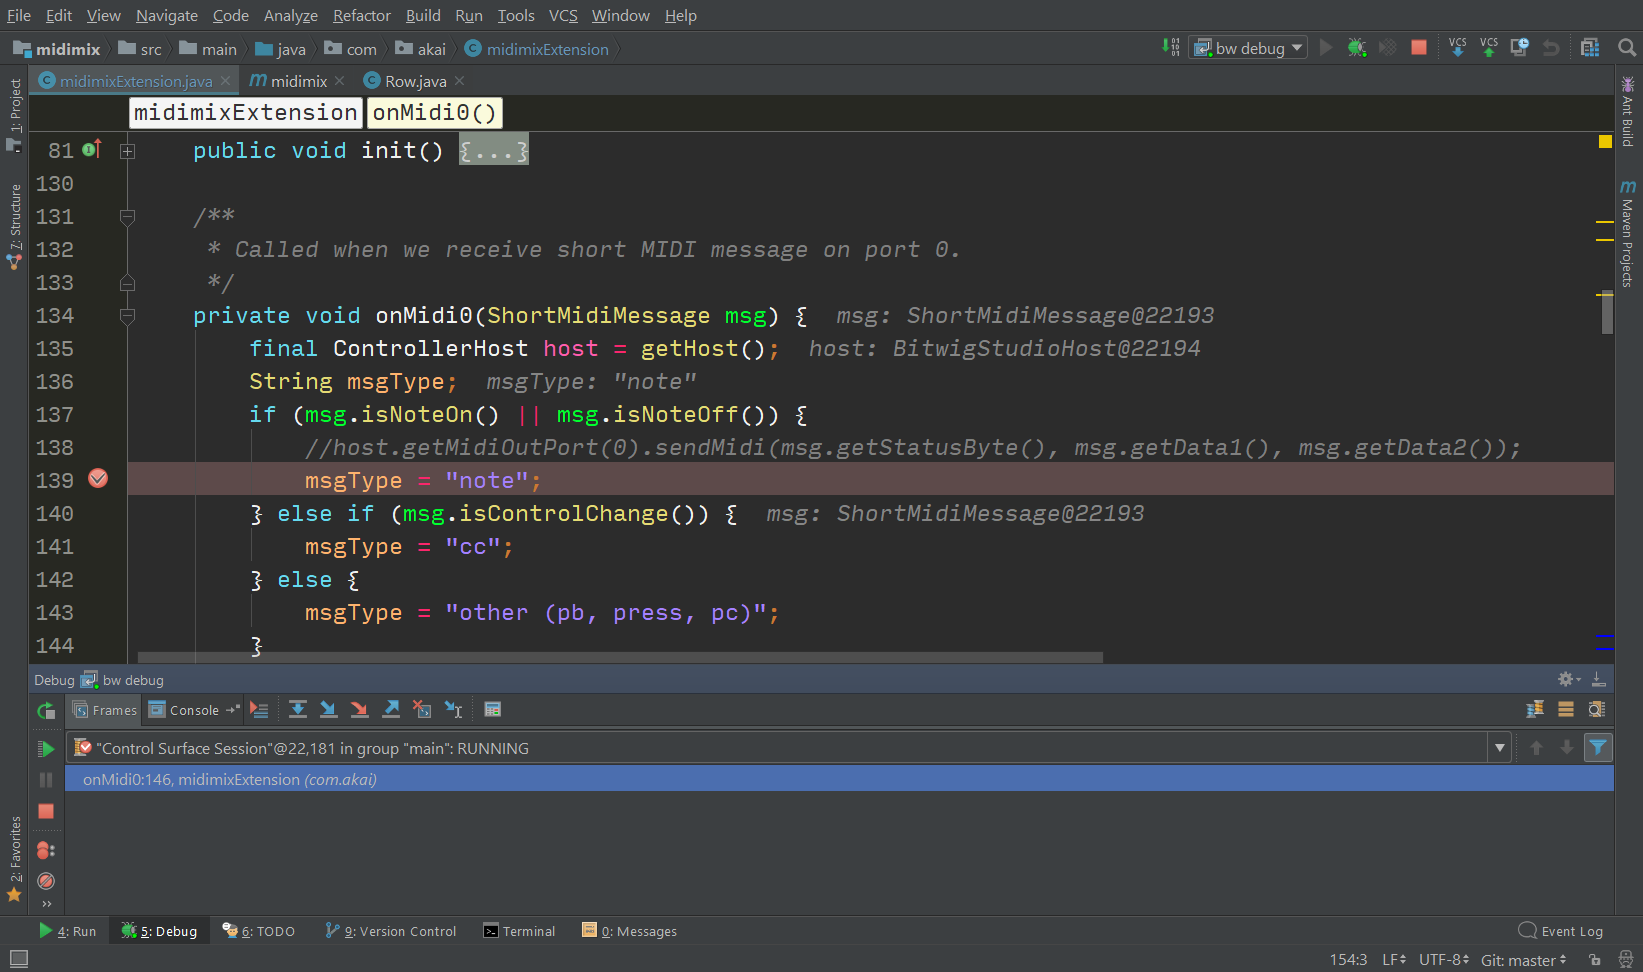 File Edit View Navigate Code Analyze Refactor Build Run Tools VCS Window Help
midimix src main java com akai midimixExtension bw debug VCS VCS
midimixExtension.java midimix Row.java
midimixExtension onMidi0()
81 public void init() {...}
130
131 /**
132 * Called when we receive short MIDI message on port 0.
133 */
134 private void onMidi0(ShortMidiMessage msg) { msg: ShortMidiMessage@22193
135 final ControllerHost host = getHost(); host: BitwigStudioHost@22194
136 String msgType; msgType: "note"
137 if (msg.isNoteOn() || msg.isNoteOff()) {
138 //host.getMidiOutPort(0).sendMidi(msg.getStatusByte(), msg.getData1(), msg.getData2());
139 msgType = "note";
140 } else if (msg.isControlChange()) { msg: ShortMidiMessage@22193
141 msgType = "cc";
142 } else {
143 msgType = "other (pb, press, pc)";
144 }
1: Project
7: Structure
2: Favorites
Ant Build
Maven Projects
Debug bw debug
Frames Console
"Control Surface Session"@22,181 in group "main": RUNNING
onMidi0:146, midimixExtension (com.akai)
4: Run 5: Debug 6: TODO 9: Version Control Terminal 0: Messages Event Log
154:3 LF UTF-8 Git: master